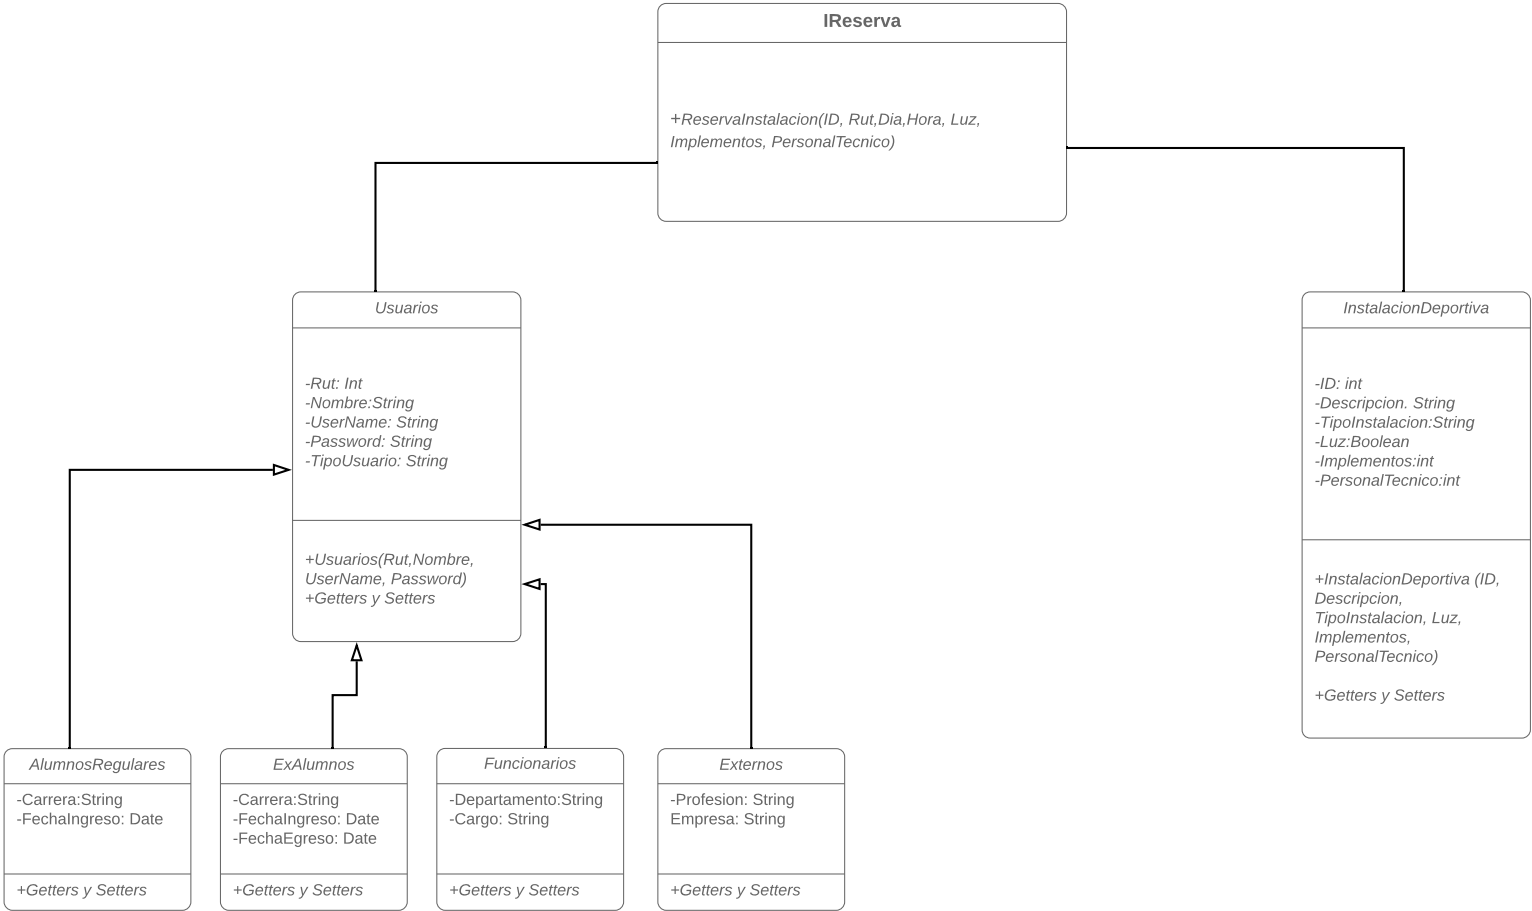 IReserva
+ReservaInstalacion(ID, Rut,Dia,Hora, Luz,
Implementos, PersonalTecnico)
Usuarios
-Rut: Int
-Nombre:String
-UserName: String
-Password: String
-TipoUsuario: String
+Usuarios(Rut,Nombre,
UserName, Password)
+Getters y Setters
InstalacionDeportiva
-ID: int
-Descripcion. String
-TipoInstalacion:String
-Luz:Boolean
-Implementos:int
-PersonalTecnico:int
+InstalacionDeportiva (ID,
Descripcion,
TipoInstalacion, Luz,
Implementos,
PersonalTecnico)
+Getters y Setters
AlumnosRegulares
-Carrera:String
-FechaIngreso: Date
+Getters y Setters
ExAlumnos
-Carrera:String
-FechaIngreso: Date
-FechaEgreso: Date
+Getters y Setters
Funcionarios
-Departamento:String
-Cargo: String
+Getters y Setters
Externos
-Profesion: String
Empresa: String
+Getters y Setters